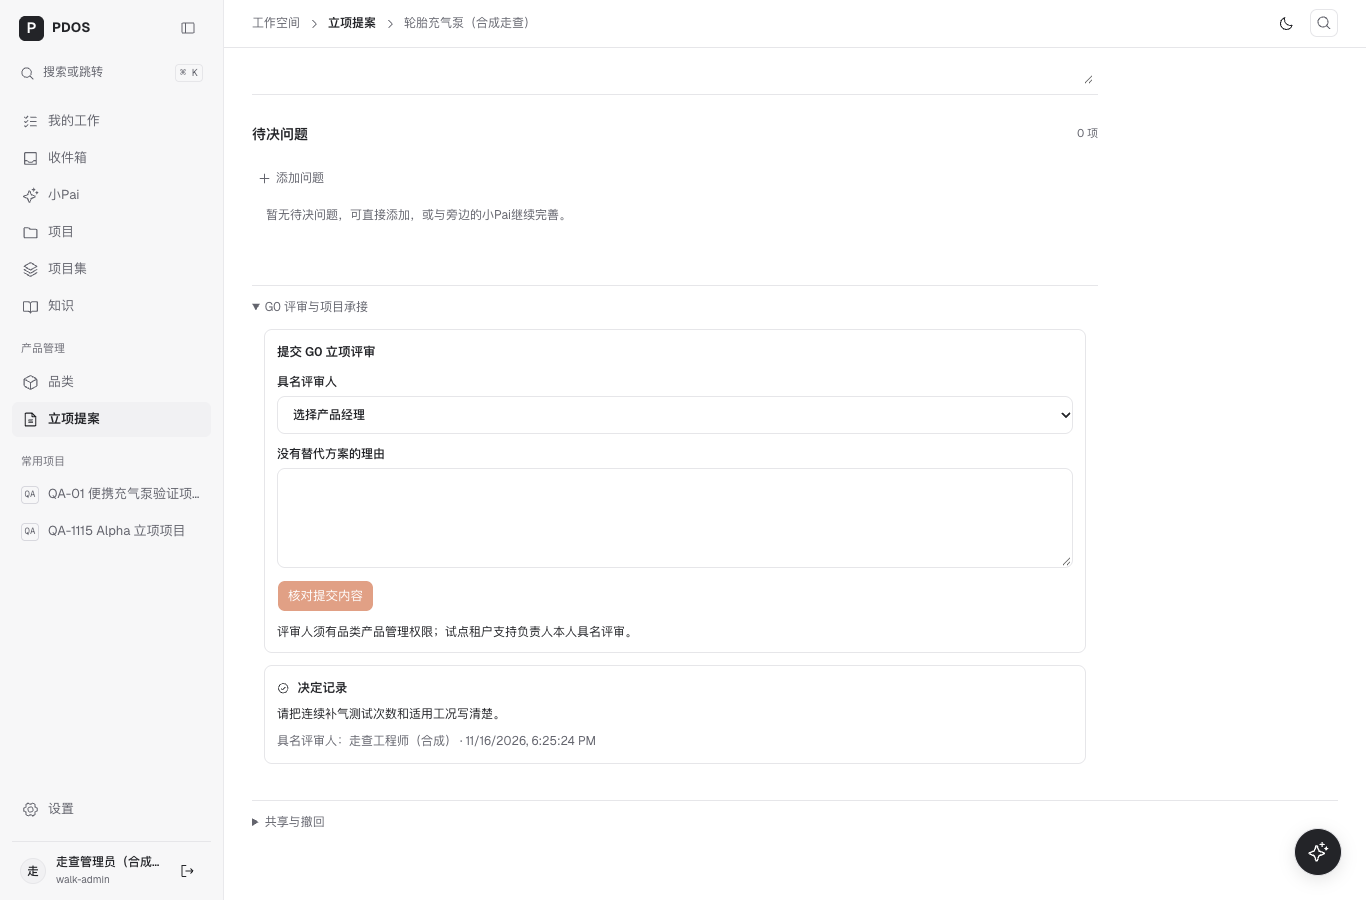 P PDOS
搜索或跳转 ⌘ K
我的工作
收件箱
小Pai
项目
项目集
知识
产品管理
品类
立项提案
常用项目
QA QA-01 便携充气泵验证项...
QA QA-1115 Alpha 立项项目
设置
走 走查管理员（合成...
walk-admin
工作空间 > 立项提案 > 轮胎充气泵（合成走查）
待决问题 0 项
+ 添加问题
暂无待决问题，可直接添加，或与旁边的小Pai继续完善。
G0 评审与项目承接
提交 G0 立项评审
具名评审人
选择产品经理
没有替代方案的理由
核对提交内容
评审人须有品类产品管理权限；试点租户支持负责人本人具名评审。
决定记录
请把连续补气测试次数和适用工况写清楚。
具名评审人：走查工程师（合成） · 11/16/2026, 6:25:24 PM
共享与撤回